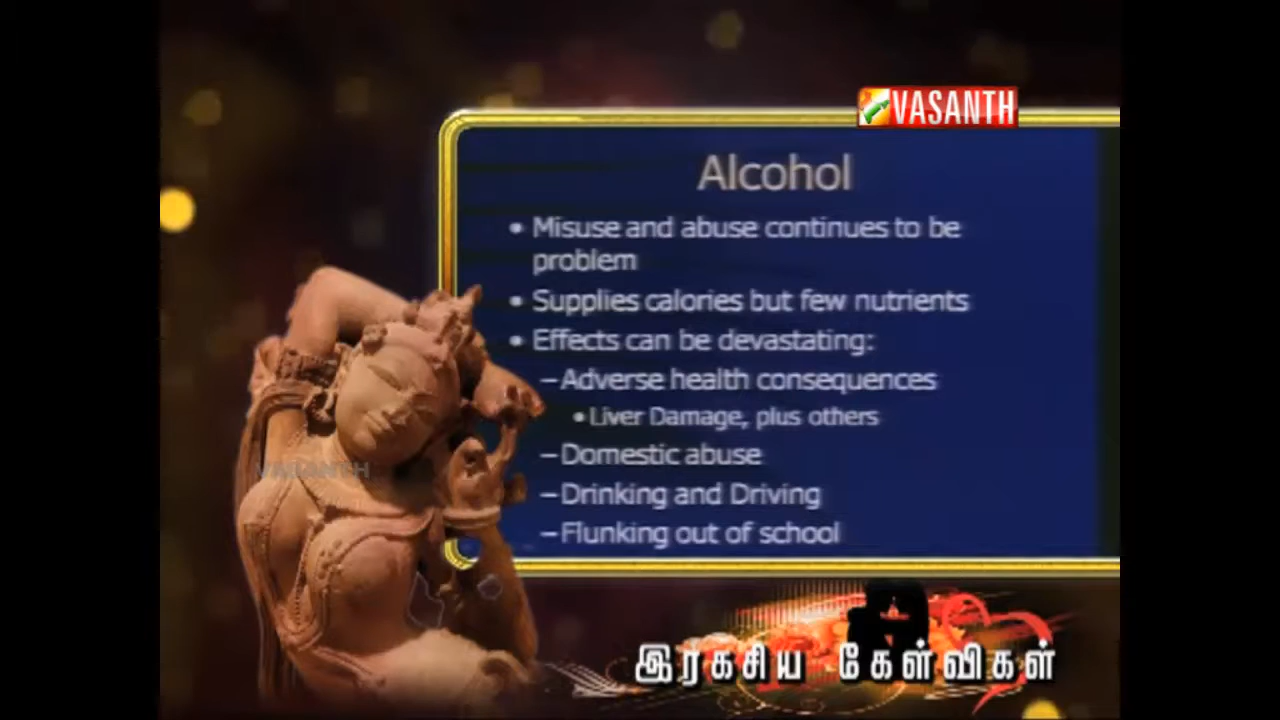 VASANTH
Alcohol
• Misuse and abuse continues to be
problem
• Supplies calories but few nutrients
• Effects can be devastating:
–Adverse health consequences
•Liver Damage, plus others
–Domestic abuse
–Drinking and Driving
–Flunking out of school
VASANTH
இரகசிய கேள்விகள்